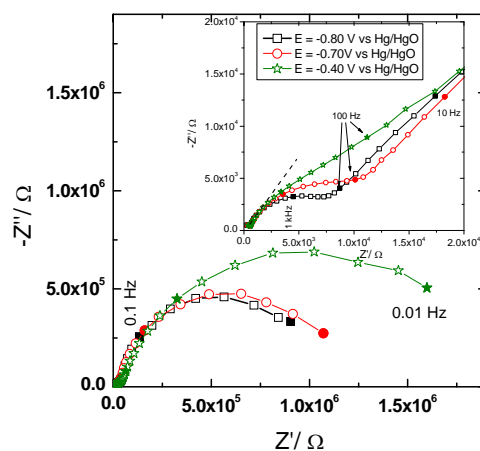 E = -0.80 V vs Hg/HgO
E = -0.70V vs Hg/HgO
E = -0.40 V vs Hg/HgO
2.0x10⁴
1.5x10⁴
1.0x10⁴
5.0x10³
0.0
-Z''/ Ω
100 Hz
10 Hz
1 kHz
0.0 5.0x10³ 1.0x10⁴ 1.5x10⁴ 2.0x10⁴
Z'/ Ω
1.5x10⁶
1.0x10⁶
5.0x10⁵
0.0
-Z''/ Ω
0.1 Hz
0.01 Hz
0.0 5.0x10⁵ 1.0x10⁶ 1.5x10⁶
Z'/ Ω